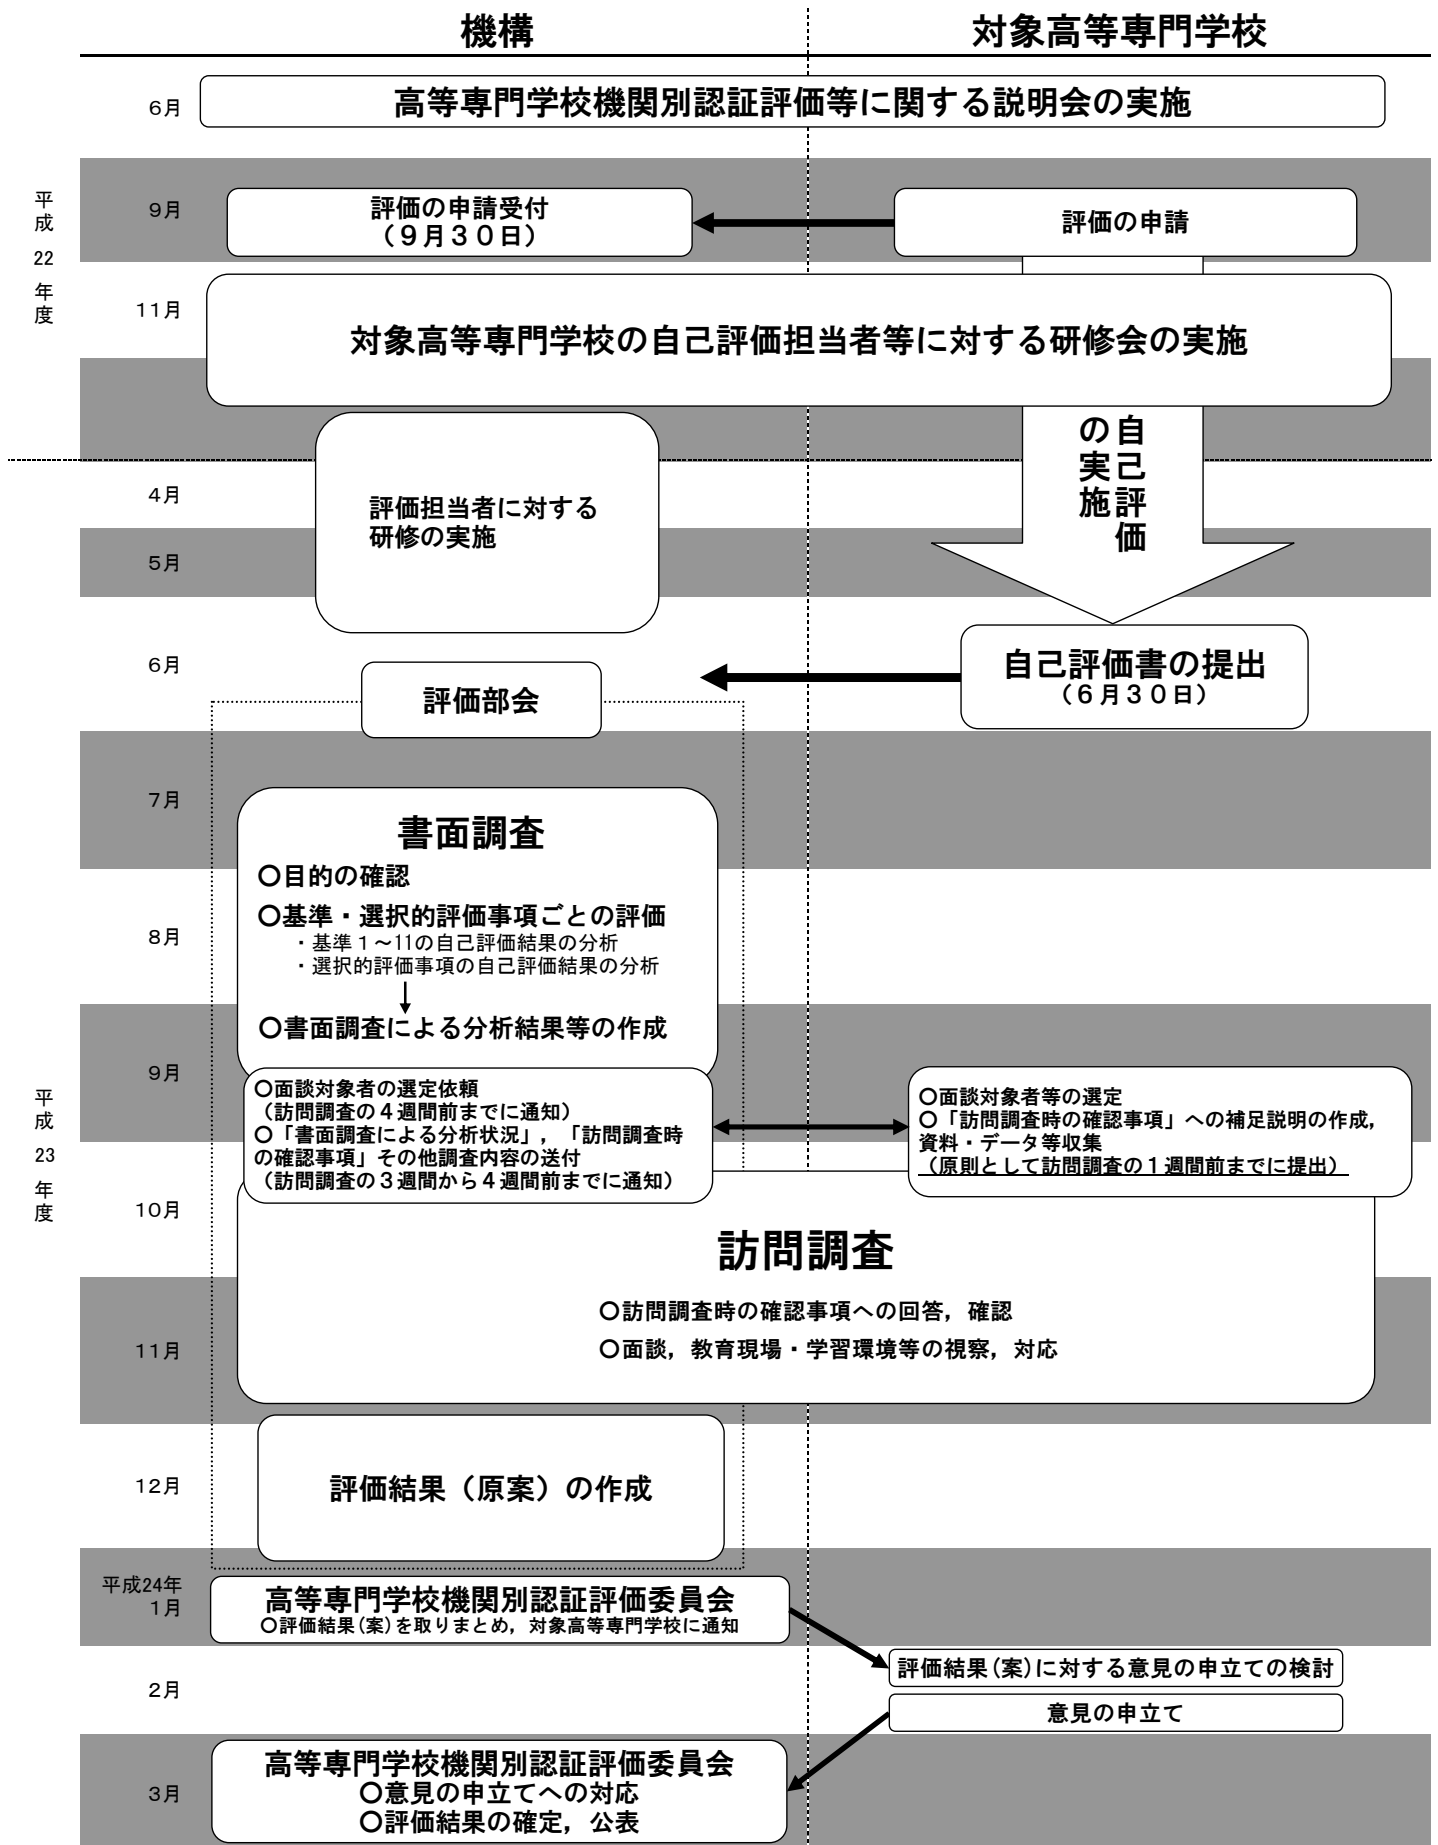 機構
対象高等専門学校
6月
高等専門学校機関別認証評価等に関する説明会の実施
平成22年度
9月
評価の申請受付
（９月３０日）
評価の申請
11月
対象高等専門学校の自己評価担当者等に対する研修会の実施
自己評価
の実施
4月
評価担当者に対する
研修の実施
5月
6月
自己評価書の提出
（６月３０日）
評価部会
平成23年度
7月
書面調査
○目的の確認
○基準・選択的評価事項ごとの評価
・基準１～11の自己評価結果の分析
8月
・選択的評価事項の自己評価結果の分析
○書面調査による分析結果等の作成
9月
○面談対象者の選定依頼
（訪問調査の４週間前までに通知）
○「書面調査による分析状況」，「訪問調査時
の確認事項」その他調査内容の送付
（訪問調査の３週間から４週間前までに通知）
○面談対象者等の選定
○「訪問調査時の確認事項」への補足説明の作成，
資料・データ等収集
（原則として訪問調査の１週間前までに提出）
10月
訪問調査
○訪問調査時の確認事項への回答，確認
11月
○面談，教育現場・学習環境等の視察，対応
12月
評価結果（原案）の作成
平成24年
1月
高等専門学校機関別認証評価委員会
○評価結果(案)を取りまとめ，対象高等専門学校に通知
評価結果(案)に対する意見の申立ての検討
2月
意見の申立て
3月
高等専門学校機関別認証評価委員会
○意見の申立てへの対応
○評価結果の確定，公表